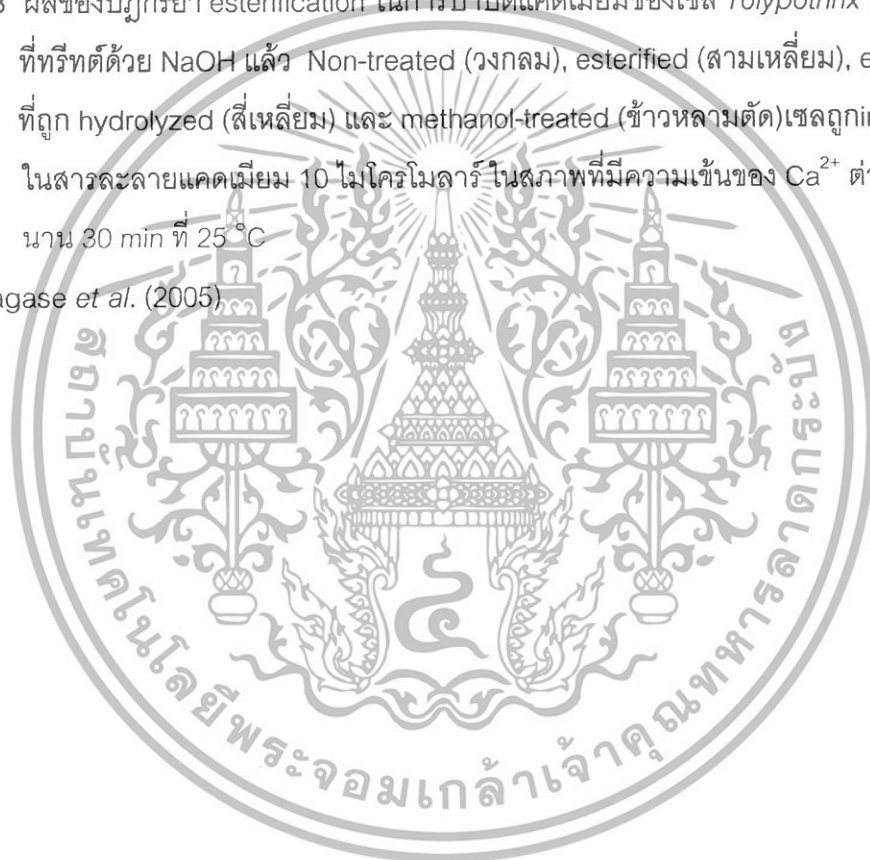 ผลของปฏิกิริยา esterification ในการบำบัดแคดเมียมของเซล Tolypothrix
ที่ทรีทต์ด้วย NaOH แล้ว Non-treated (วงกลม), esterified (สามเหลี่ยม), e
ที่ถูก hydrolyzed (สี่เหลี่ยม) และ methanol-treated (ข้าวหลามตัด)เซลถูกin
ในสารละลายแคดเมียม 10 ไมโครโมลาร์ ในสภาพที่มีความเข้นของ Ca²⁺ ต่
นาน 30 min ที่ 25 °C
agase et al. (2005)
สถาบันเทคโนโลยีพระจอมเกล้าเจ้าคุณทหารลาดกระบัง